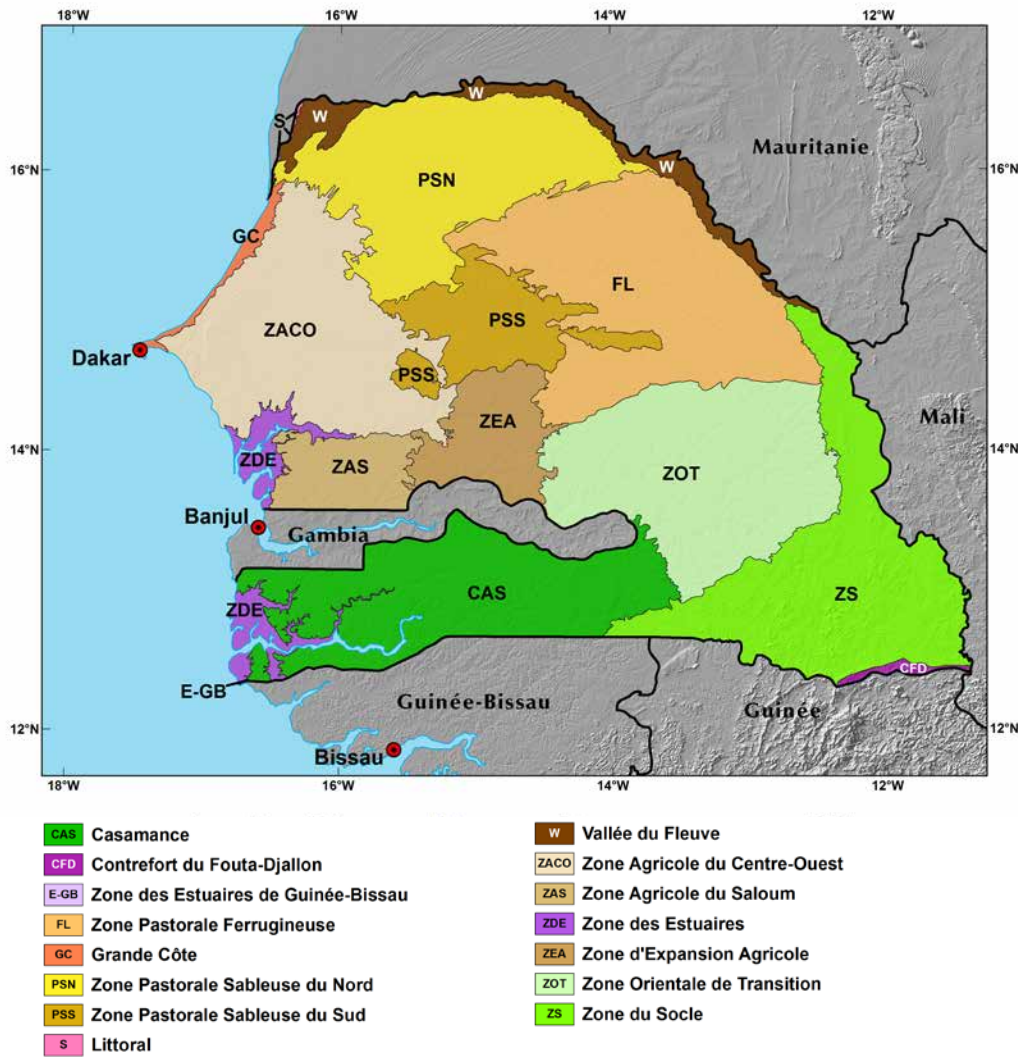 18°W 16°W 14°W 12°W
S W W
Mauritanie
16°N W 16°N
PSN
GC
FL
ZACO PSS
Dakar
PSS
Mali
ZEA
14°N 14°N
ZDE ZAS ZOT
Banjul
Gambia
ZDE CAS ZS
CFD
E-GB
Guinée-Bissau Guinée
12°N 12°N
Bissau
18°W 16°W 14°W 12°W
CAS Casamance
CFD Contrefort du Fouta-Djallon
E-GB Zone des Estuaires de Guinée-Bissau
FL Zone Pastorale Ferrugineuse
GC Grande Côte
PSN Zone Pastorale Sableuse du Nord
PSS Zone Pastorale Sableuse du Sud
S Littoral
W Vallée du Fleuve
ZACO Zone Agricole du Centre-Ouest
ZAS Zone Agricole du Saloum
ZDE Zone des Estuaires
ZEA Zone d'Expansion Agricole
ZOT Zone Orientale de Transition
ZS Zone du Socle